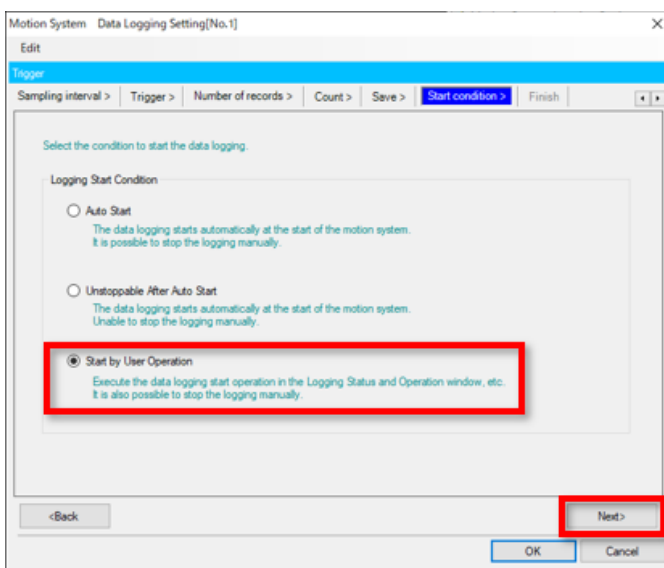 Motion System Data Logging Setting[No.1]
Edit
Trigger
Sampling interval > Trigger > Number of records > Count > Save > Start condition > Finish
Select the condition to start the data logging.
Logging Start Condition
Auto Start
The data logging starts automatically at the start of the motion system.
It is possible to stop the logging manually.
Unstoppable After Auto Start
The data logging starts automatically at the start of the motion system.
Unable to stop the logging manually.
Start by User Operation
Execute the data logging start operation in the Logging Status and Operation window, etc.
It is also possible to stop the logging manually.
<Back Next>
OK Cancel